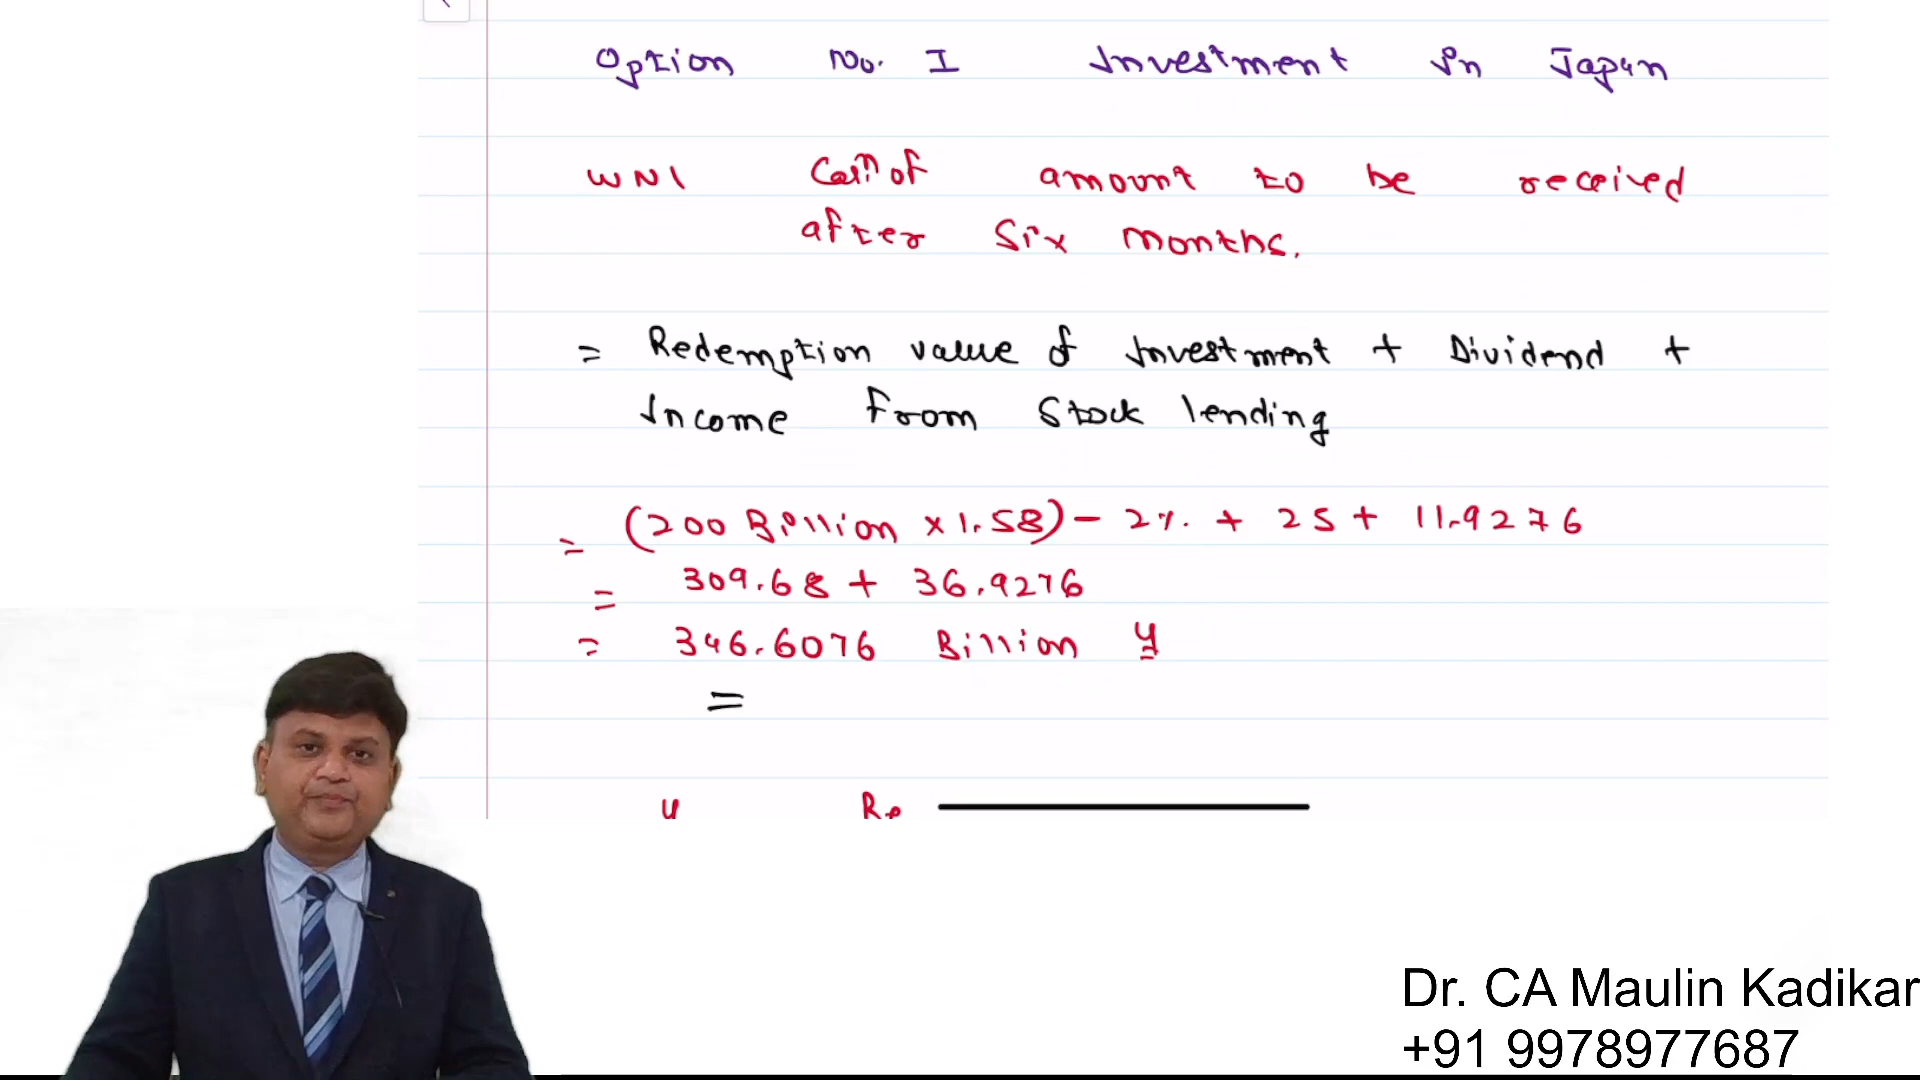 Option No. I Investment in Japan
WN1 Caln of amount to be received
after Six months.
= Redemption value of Investment + Dividend +
Income from Stock lending
= (200 Billion x 1.58) - 2% + 25 + 11.9276
= 309.68 + 36.9276
= 346.6076 Billion ¥
=
Dr. CA Maulin Kadikar
+91 9978977687